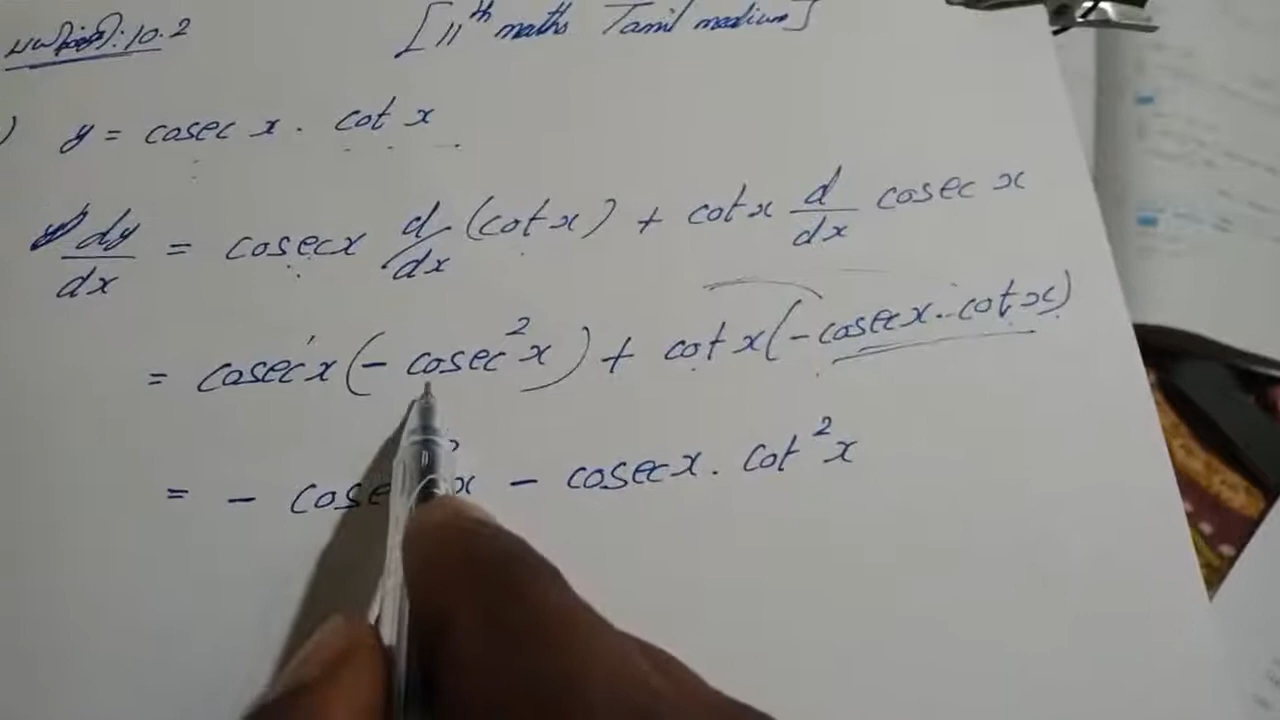 பயிற்சி: 10.2 [11th maths Tamil medium]
) y = cosec x . cot x
dy/dx = cosec x d/dx (cot x) + cot x d/dx cosec x
= cosec x (- cosec²x) + cot x (- cosec x . cot x)
= - cose x - cosec x . cot²x